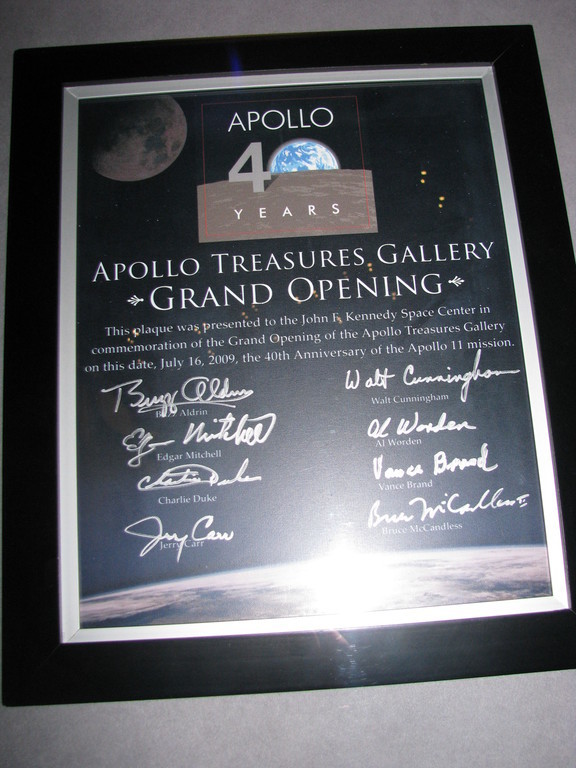 APOLLO
40
YEARS
APOLLO TREASURES GALLERY
GRAND OPENING
This plaque was presented to the John F. Kennedy Space Center in
commemoration of the Grand Opening of the Apollo Treasures Gallery
on this date, July 16, 2009, the 40th Anniversary of the Apollo 11 mission.
Buzz Aldrin
Buzz Aldrin
Edgar Mitchell
Edgar Mitchell
Charlie Duke
Charlie Duke
Jerry Carr
Jerry Carr
Walt Cunningham
Walt Cunningham
Al Worden
Al Worden
Vance Brand
Vance Brand
Bruce McCandless II
Bruce McCandless